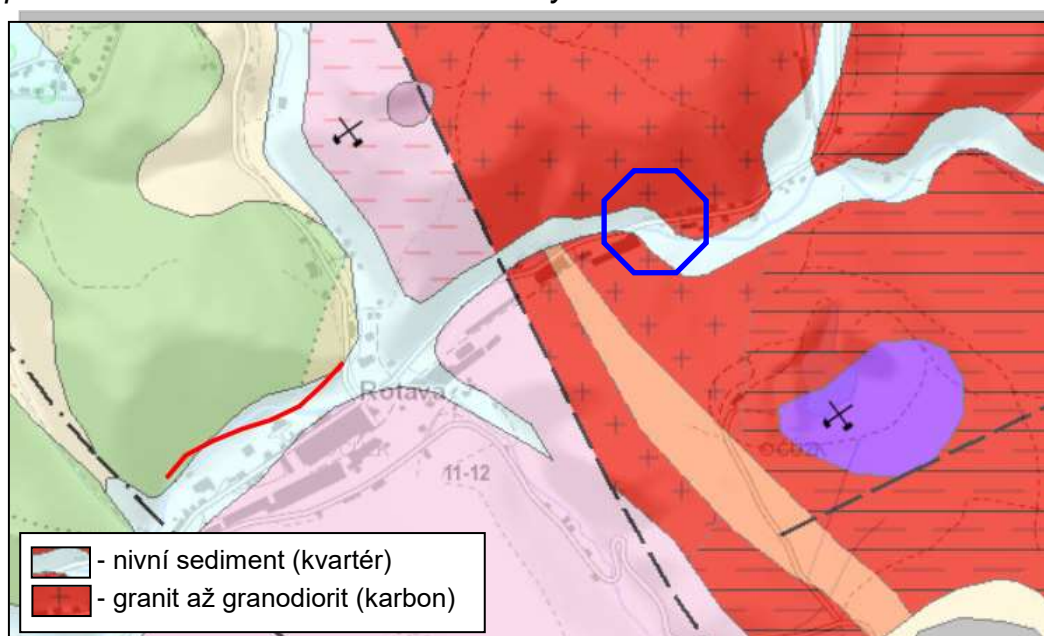 Rotava
11-12
- nivní sediment (kvartér)
- granit až granodiorit (karbon)